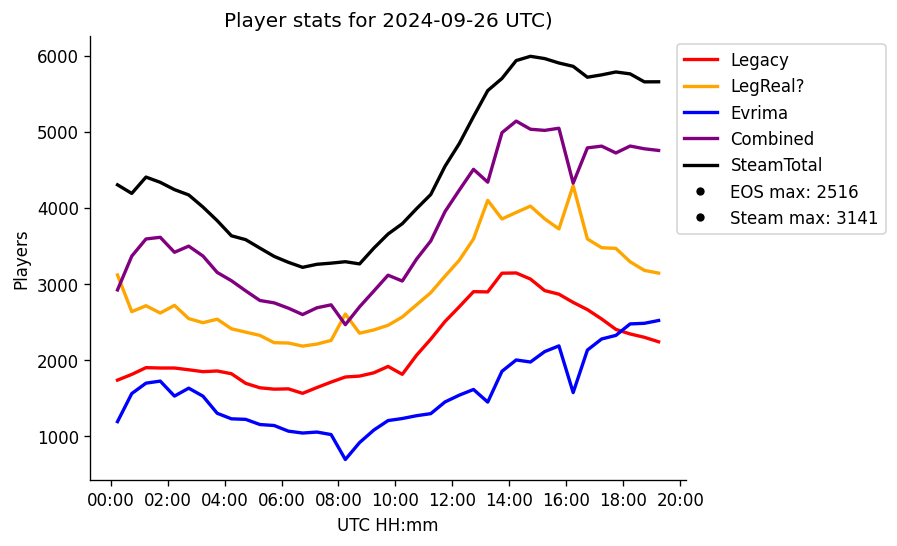 Player stats for 2024-09-26 UTC)
Legacy
LegReal?
Evrima
Combined
SteamTotal
EOS max: 2516
Steam max: 3141
6000
5000
4000
3000
2000
1000
Players
00:00 02:00 04:00 06:00 08:00 10:00 12:00 14:00 16:00 18:00 20:00
UTC HH:mm